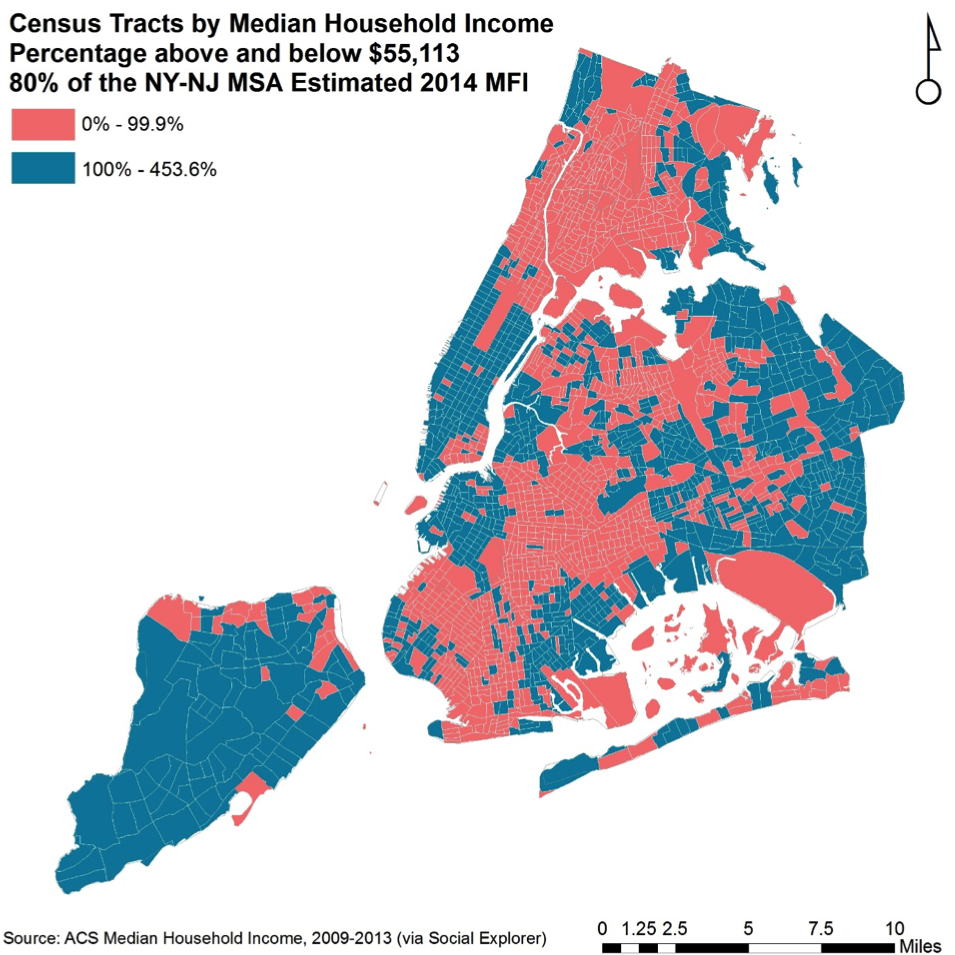 Census Tracts by Median Household Income
Percentage above and below $55,113
80% of the NY-NJ MSA Estimated 2014 MFI
0% - 99.9%
100% - 453.6%
Source: ACS Median Household Income, 2009-2013 (via Social Explorer)
0 1.25 2.5 5 7.5 10
Miles